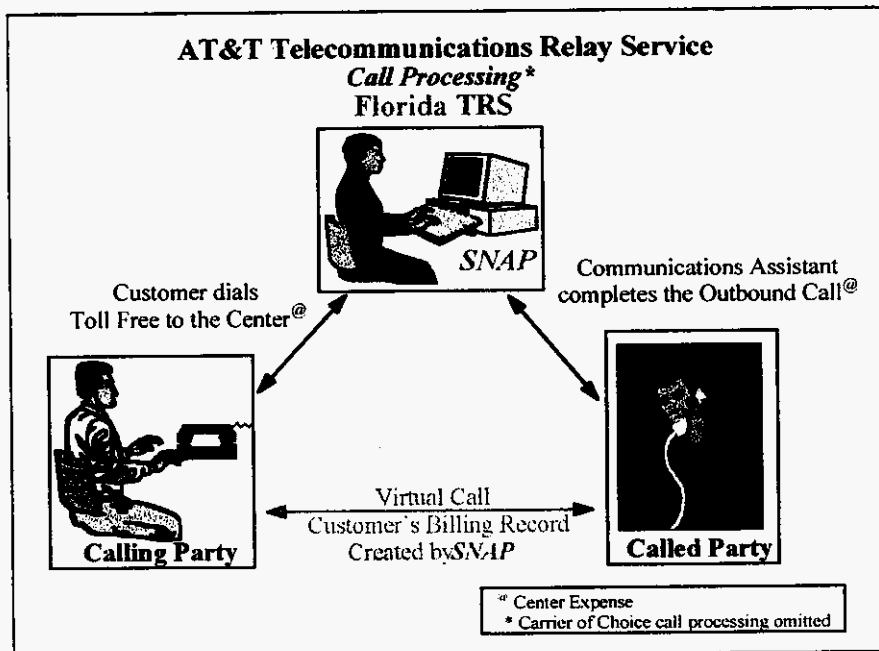 AT&T Telecommunications Relay Service
Call Processing*
Florida TRS
SNAP
Customer dials
Toll Free to the Center@
Communications Assistant
completes the Outbound Call@
Virtual Call
Customer's Billing Record
Created by SNAP
Calling Party
Called Party
@ Center Expense
* Carrier of Choice call processing omitted